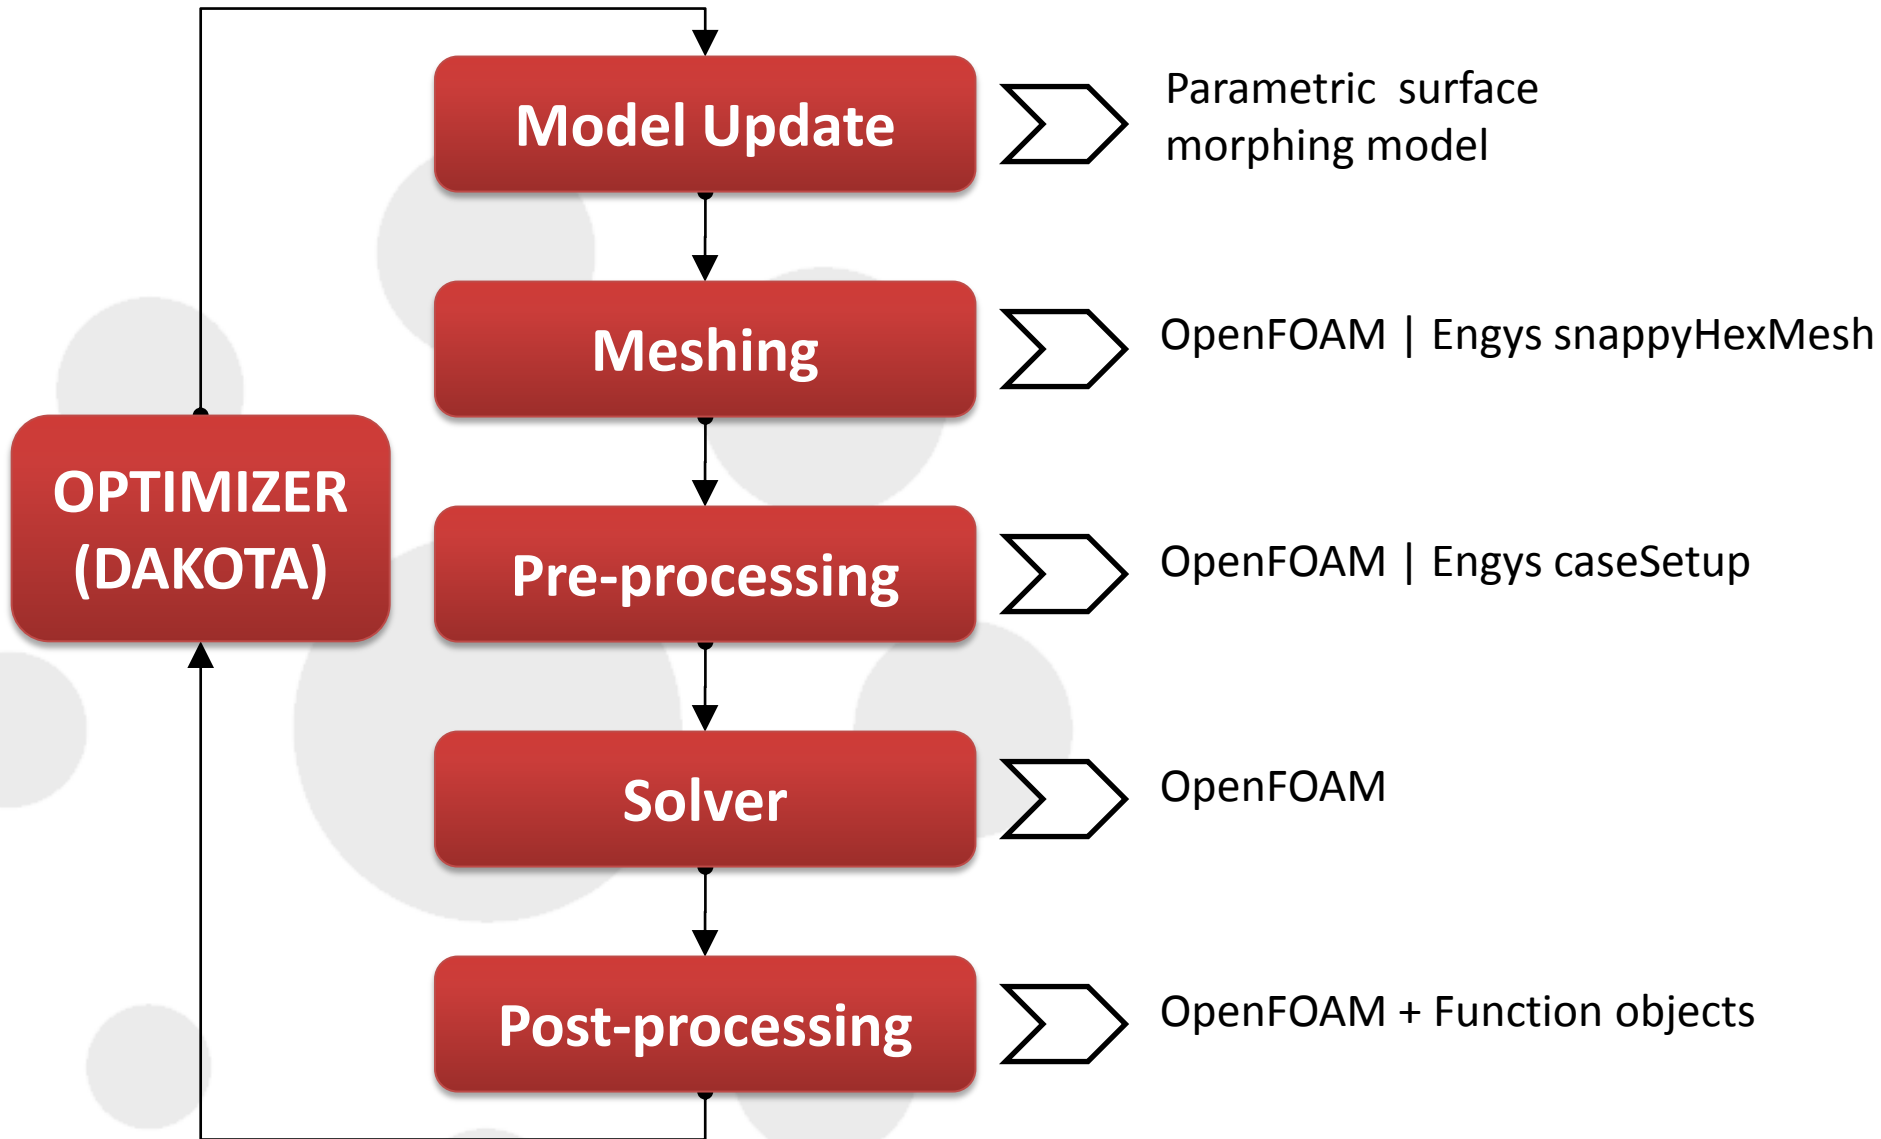 Model Update
Parametric surface
morphing model
Meshing
OpenFOAM | Engys snappyHexMesh
OPTIMIZER
(DAKOTA)
Pre-processing
OpenFOAM | Engys caseSetup
Solver
OpenFOAM
Post-processing
OpenFOAM + Function objects